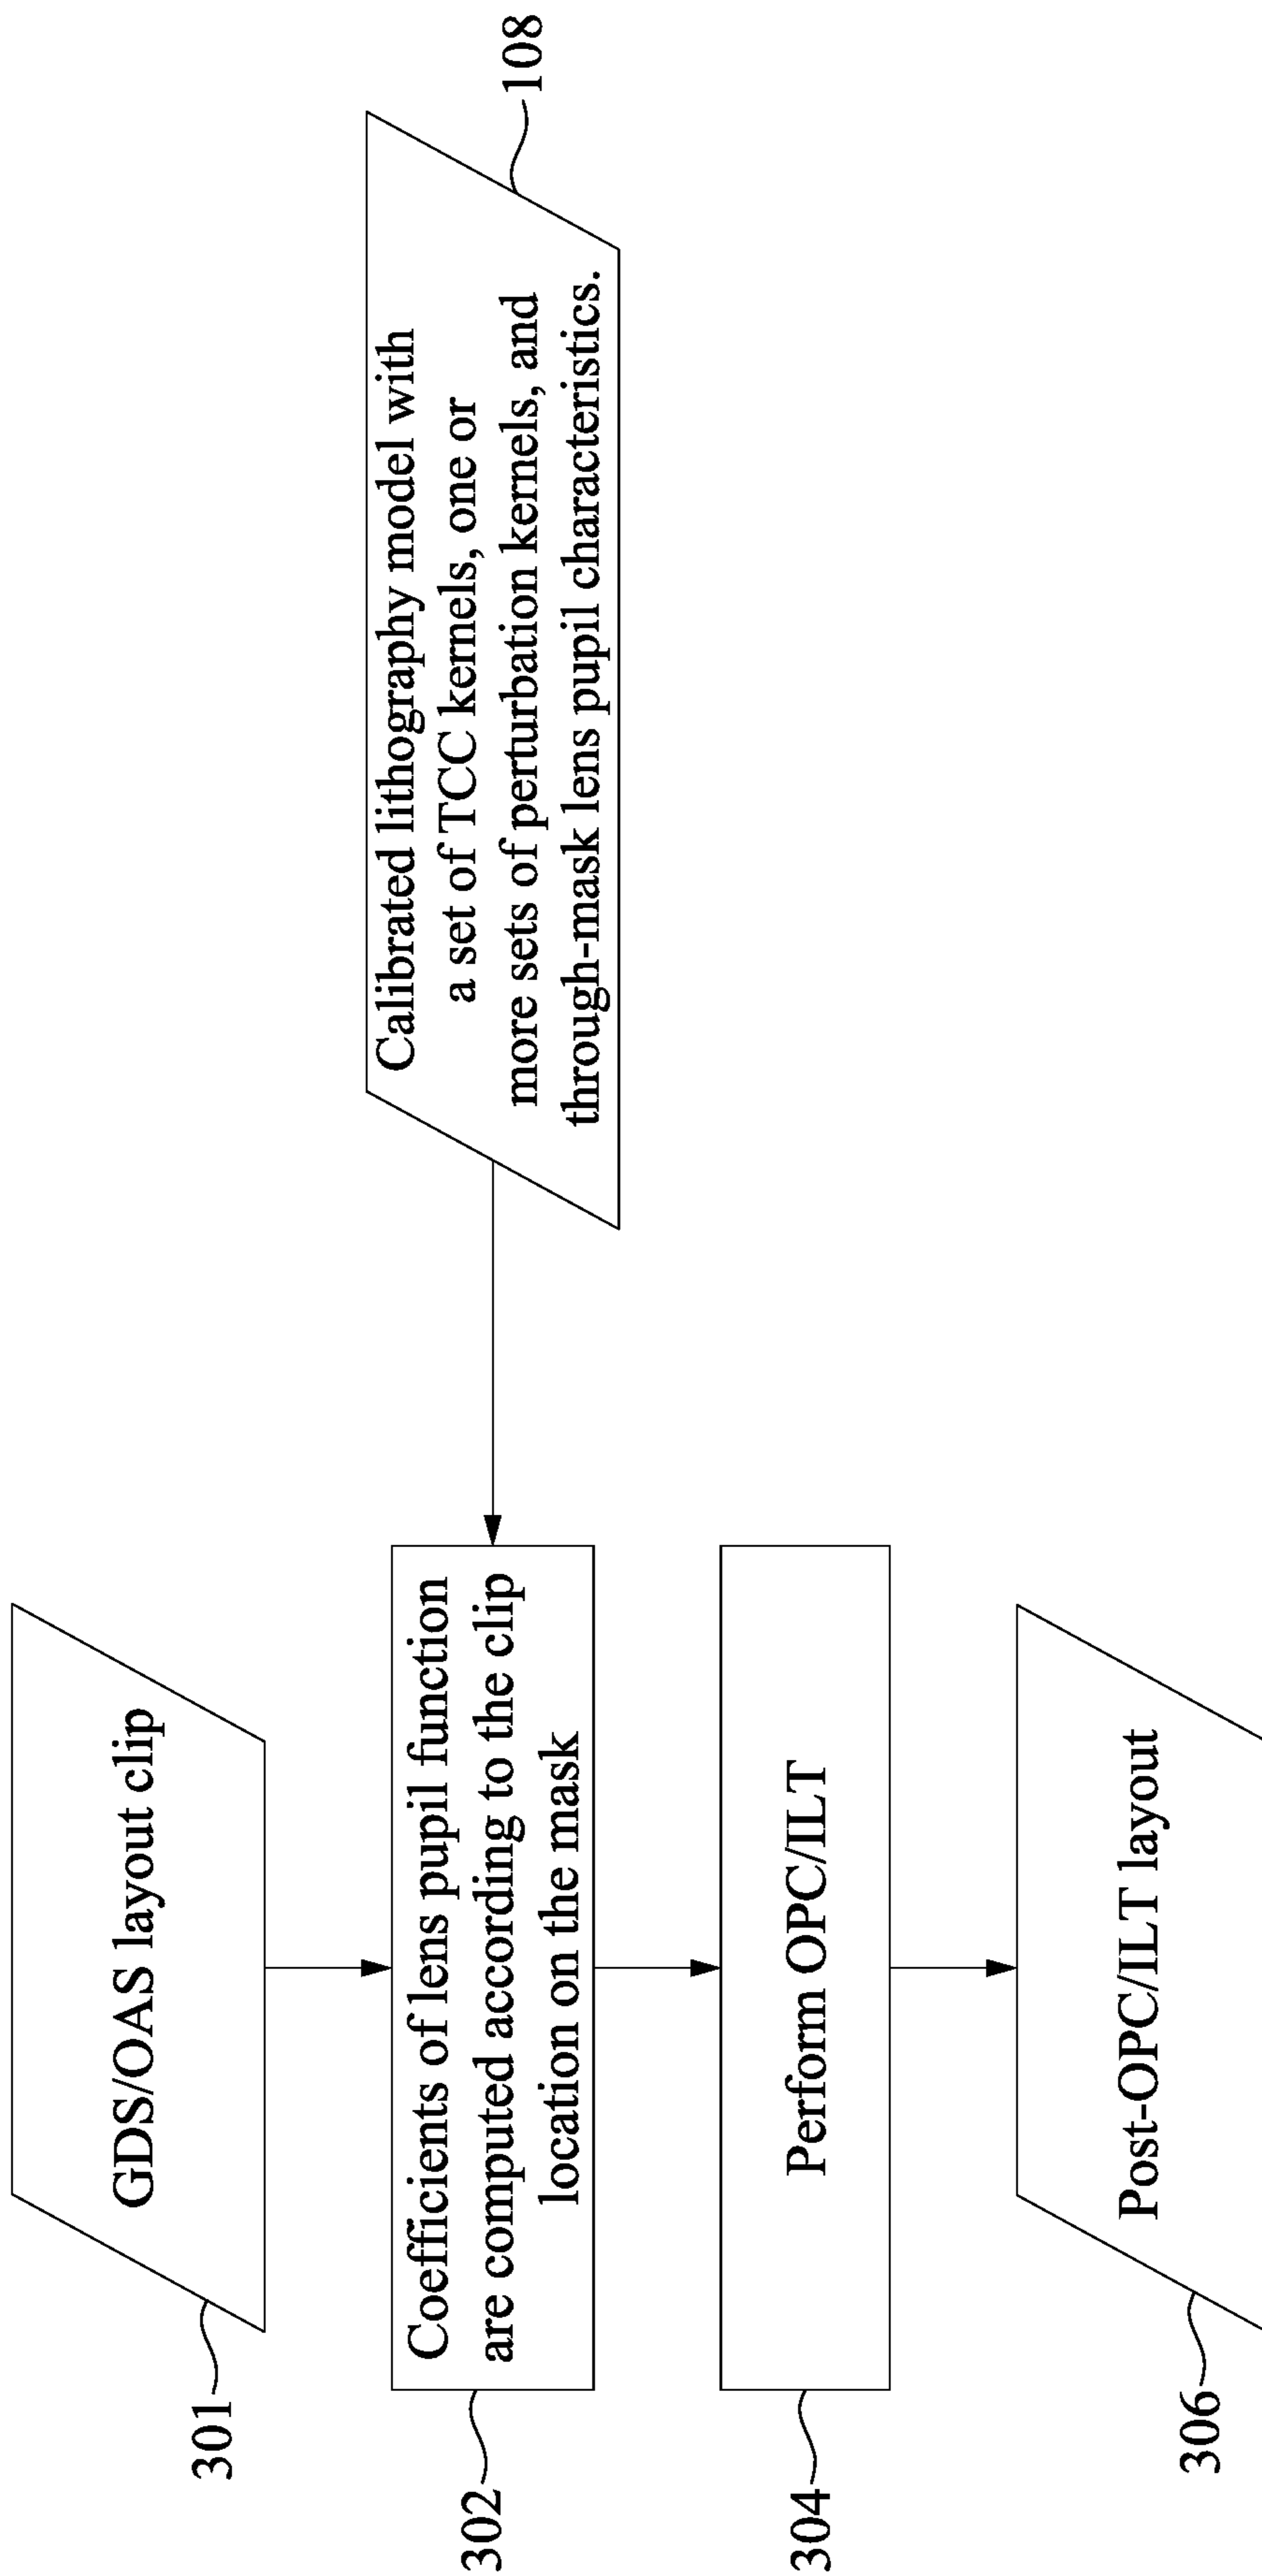 301
GDS/OAS layout clip
302
Coefficients of lens pupil function
are computed according to the clip
location on the mask
Calibrated lithography model with
a set of TCC kernels, one or
more sets of perturbation kernels, and
through-mask lens pupil characteristics.
108
304
Perform OPC/ILT
306
Post-OPC/ILT layout